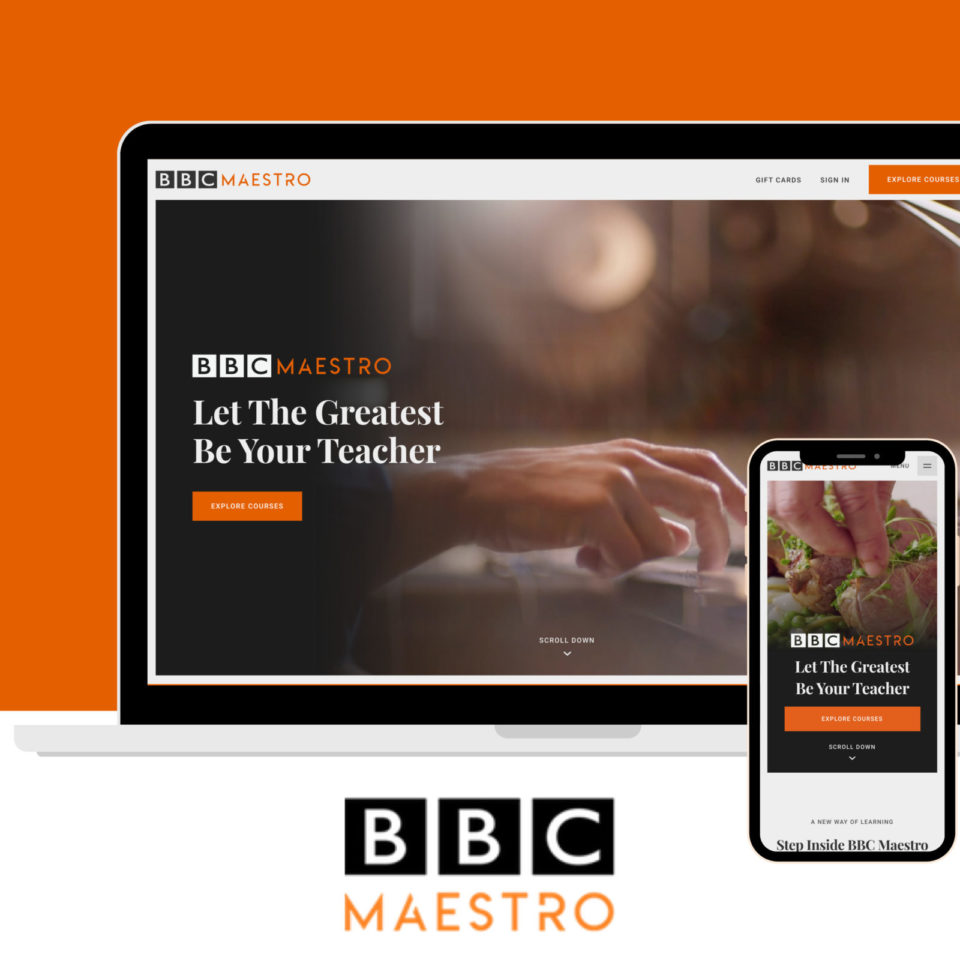 BBC MAESTRO
GIFT CARDS SIGN IN EXPLORE COURSES
BBC MAESTRO
Let The Greatest
Be Your Teacher
EXPLORE COURSES
SCROLL DOWN
BBC MAESTRO MENU
BBC MAESTRO
Let The Greatest
Be Your Teacher
EXPLORE COURSES
SCROLL DOWN
A NEW WAY OF LEARNING
Step Inside BBC Maestro
BBC
MAESTRO